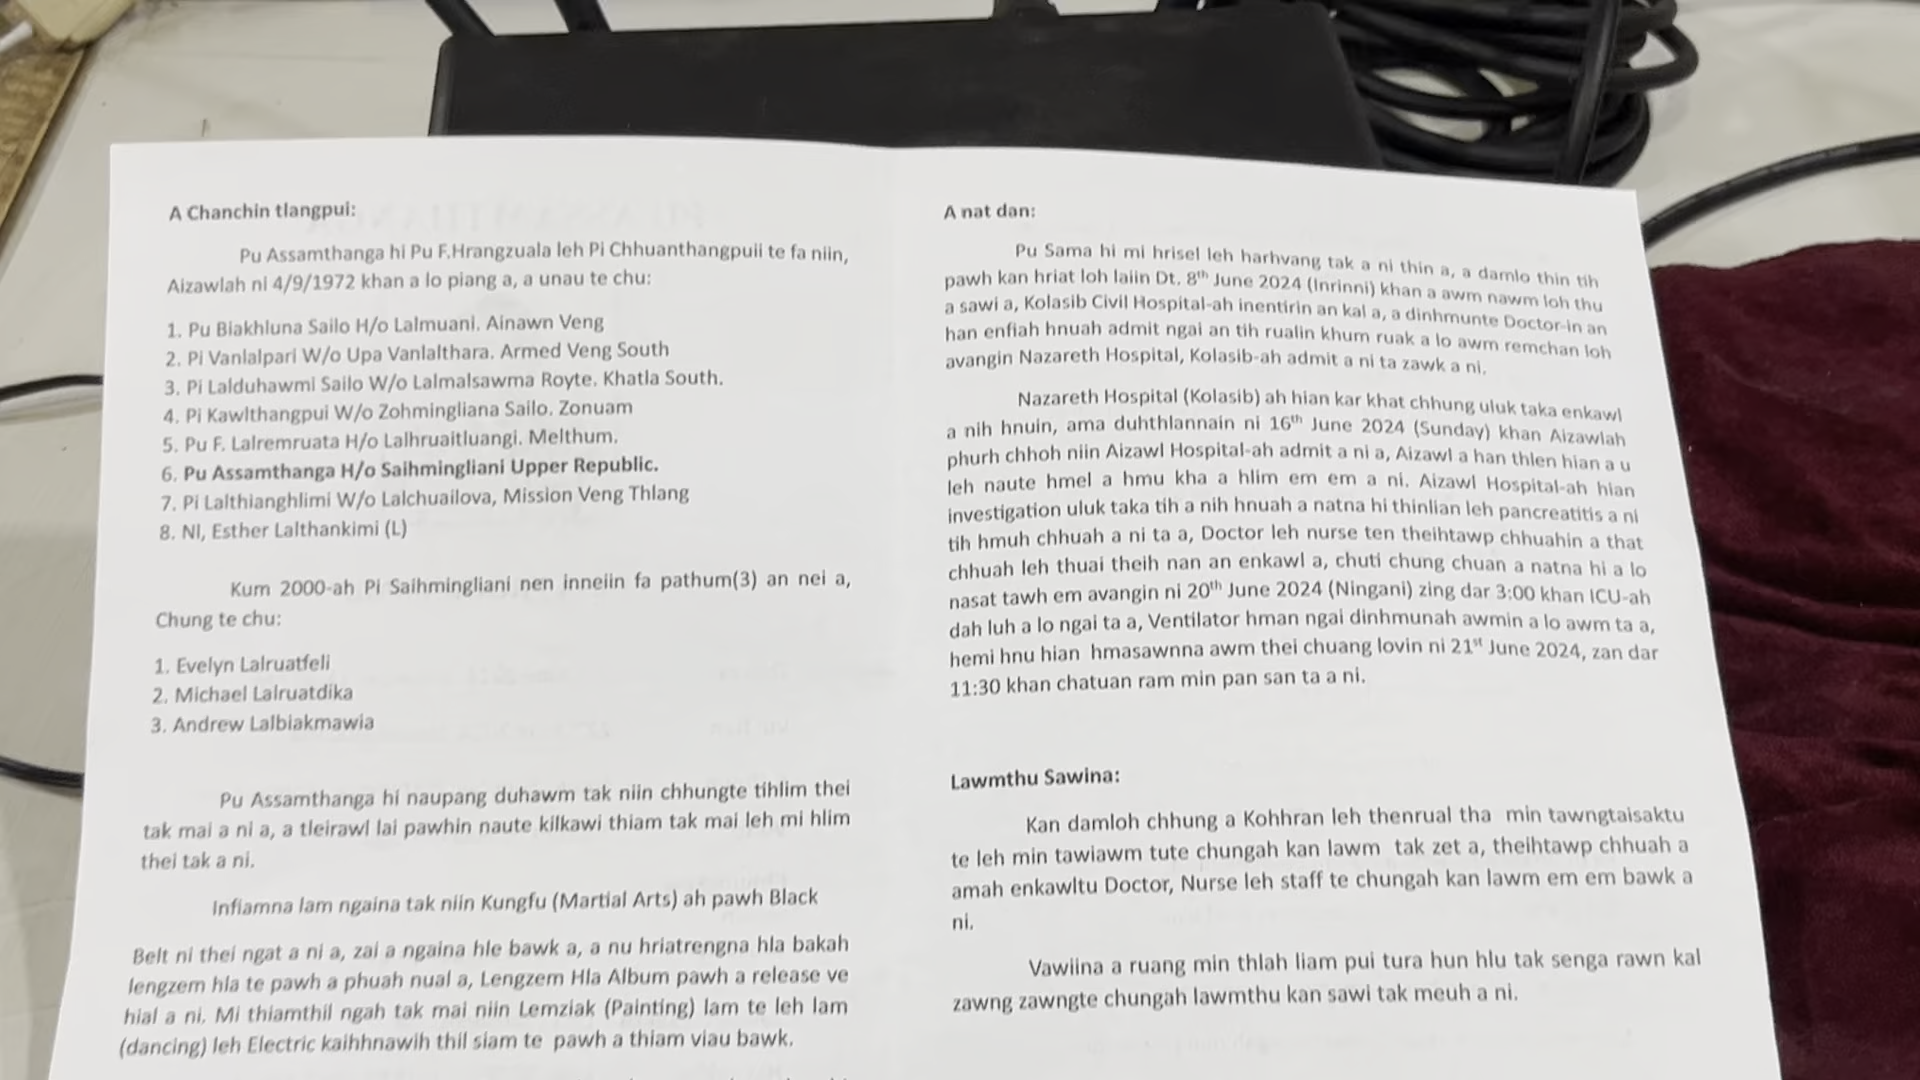 A Chanchin tlangpui:
Pu Assamthanga hi Pu F.Hrangzuala leh Pi Chhuanthangpuii te fa niin,
Aizawlah ni 4/9/1972 khan a lo piang a, a unau te chu:
1. Pu Biakhluna Sailo H/o Lalmuani. Ainawn Veng
2. Pi Vanlalpari W/o Upa Vanlalthara. Armed Veng South
3. Pi Lalduhawmi Sailo W/o Lalmalsawma Royte. Khatla South.
4. Pi Kawlthangpui W/o Zohmingliana Sailo. Zonuam
5. Pu F. Lalremruata H/o Lalhruaitluangi. Melthum.
6. Pu Assamthanga H/o Saihmingliani Upper Republic.
7. Pi Lalthianghlimi W/o Lalchuailova, Mission Veng Thlang
8. Nl, Esther Lalthankimi (L)
Kum 2000-ah Pi Saihmingliani nen inneiin fa pathum(3) an nei a,
Chung te chu:
1. Evelyn Lalruatfeli
2. Michael Lalruatdika
3. Andrew Lalbiakmawia
Pu Assamthanga hi naupang duhawm tak niin chhungte tihlim thei
tak mai a ni a, a tleirawl lai pawhin naute kilkawi thiam tak mai leh mi hlim
thei tak a ni.
Infiamna lam ngaina tak niin Kungfu (Martial Arts) ah pawh Black
Belt ni thei ngat a ni a, zai a ngaina hle bawk a, a nu hriatrengna hla bakah
lengzem hla te pawh a phuah nual a, Lengzem Hla Album pawh a release ve
hial a ni. Mi thiamthil ngah tak mai niin Lemziak (Painting) lam te leh lam
(dancing) leh Electric kaihhnawih thil siam te pawh a thiam viau bawk.
A nat dan:
Pu Sama hi mi hrisel leh harhvang tak a ni thin a, a damlo thin tih
pawh kan hriat loh laiin Dt. 8th June 2024 (Inrinni) khan a awm nawm loh thu
a sawi a, Kolasib Civil Hospital-ah inentirin an kal a, a dinhmunte Doctor-in an
han enfiah hnuah admit ngai an tih rualin khum ruak a lo awm remchan loh
avangin Nazareth Hospital, Kolasib-ah admit a ni ta zawk a ni.
Nazareth Hospital (Kolasib) ah hian kar khat chhung uluk taka enkawl
a nih hnuin, ama duhthlannain ni 16th June 2024 (Sunday) khan Aizawlah
phurh chhoh niin Aizawl Hospital-ah admit a ni a, Aizawl a han thlen hian a u
leh naute hmel a hmu kha a hlim em em a ni. Aizawl Hospital-ah hian
investigation uluk taka tih a nih hnuah a natna hi thinlian leh pancreatitis a ni
tih hmuh chhuah a ni ta a, Doctor leh nurse ten theihtawp chhuahin a that
chhuah leh thuai theih nan an enkawl a, chuti chung chuan a natna hi a lo
nasat tawh em avangin ni 20th June 2024 (Ningani) zing dar 3:00 khan ICU-ah
dah luh a lo ngai ta a, Ventilator hman ngai dinhmunah awmin a lo awm ta a,
hemi hnu hian hmasawnna awm thei chuang lovin ni 21st June 2024, zan dar
11:30 khan chatuan ram min pan san ta a ni.
Lawmthu Sawina:
Kan damloh chhung a Kohhran leh thenrual tha min tawngtaisaktu
te leh min tawiawm tute chungah kan lawm tak zet a, theihtawp chhuah a
amah enkawltu Doctor, Nurse leh staff te chungah kan lawm em em bawk a
ni.
Vawiina a ruang min thlah liam pui tura hun hlu tak senga rawn kal
zawng zawngte chungah lawmthu kan sawi tak meuh a ni.